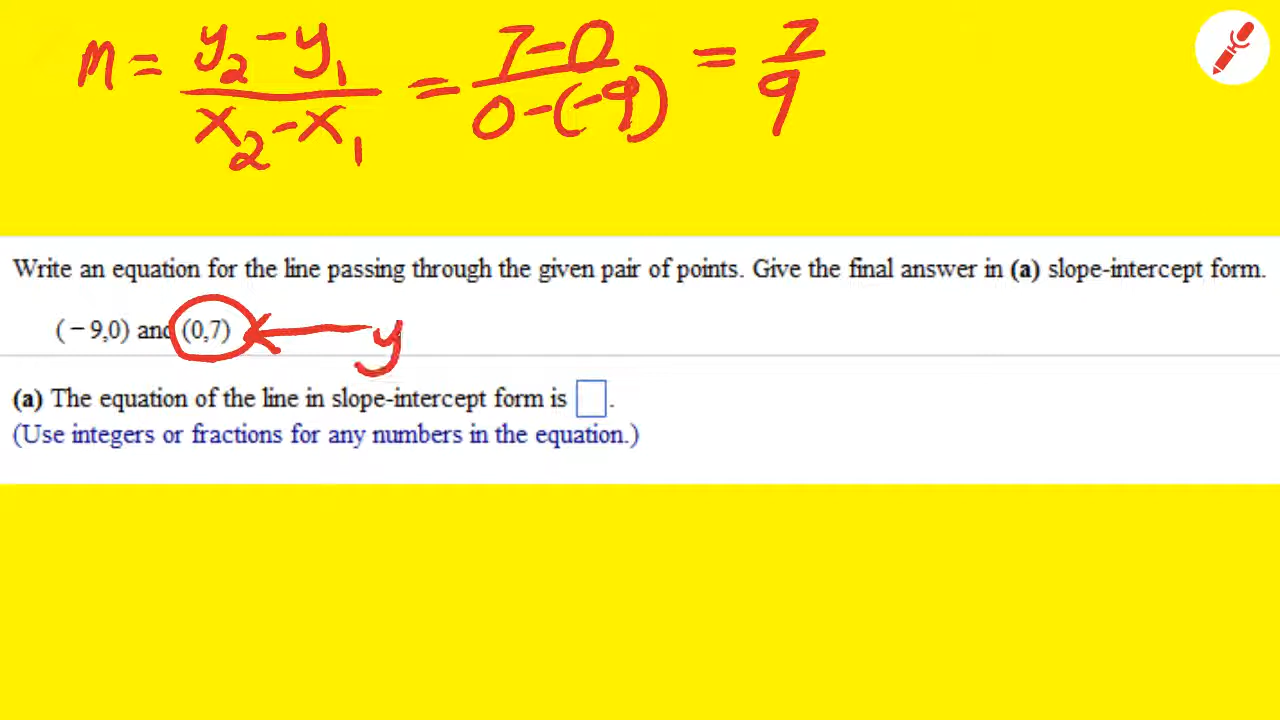 m = y₂ - y₁ / x₂ - x₁ = 7 - 0 / 0 - (-9) = 7 / 9
Write an equation for the line passing through the given pair of points. Give the final answer in (a) slope-intercept form.
(−9,0) and (0,7) y
(a) The equation of the line in slope-intercept form is .
(Use integers or fractions for any numbers in the equation.)